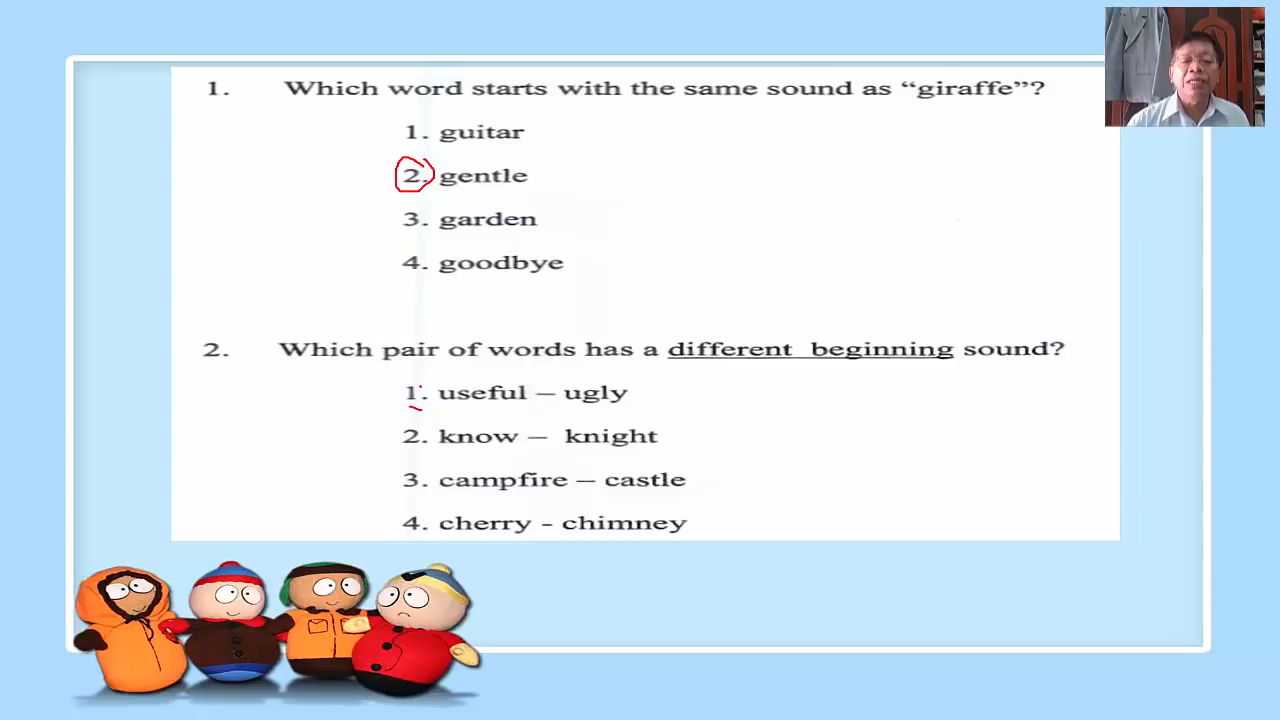 1. Which word starts with the same sound as “giraffe”?
1. guitar
2. gentle
3. garden
4. goodbye
2. Which pair of words has a different beginning sound?
1. useful – ugly
2. know – knight
3. campfire – castle
4. cherry - chimney